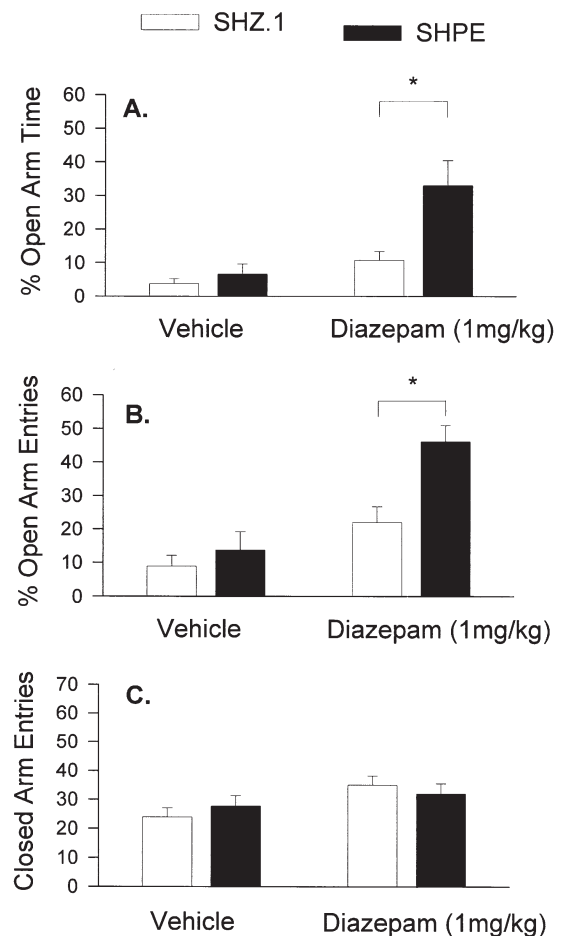 SHZ.1
SHPE
A.
*
% Open Arm Time
60
50
40
30
20
10
0
Vehicle
Diazepam (1mg/kg)
B.
*
% Open Arm Entries
60
50
40
30
20
10
0
Vehicle
Diazepam (1mg/kg)
C.
Closed Arm Entries
70
60
50
40
30
20
10
0
Vehicle
Diazepam (1mg/kg)